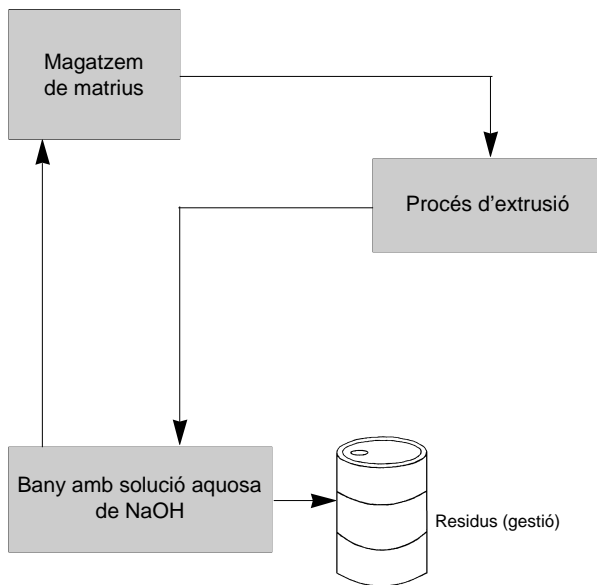 Magatzem
de matrius
Procés d'extrusió
Bany amb solució aquosa
de NaOH
Residus (gestió)